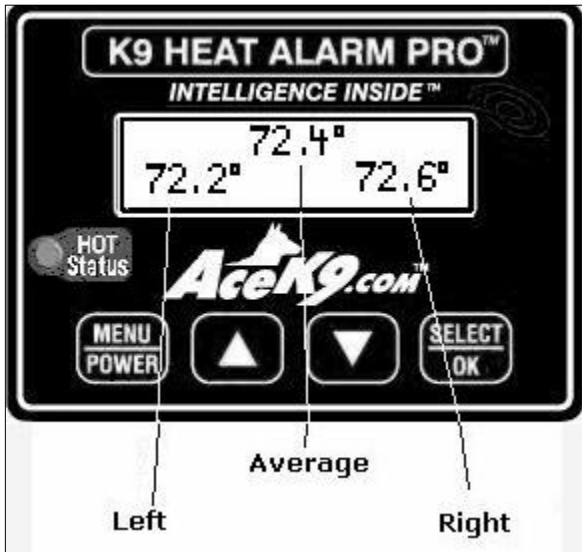 K9 HEAT ALARM PRO™
INTELLIGENCE INSIDE™
72.4°
72.2° 72.6°
HOT
Status
AceK9.com™
MENU
POWER
SELECT
OK
Average
Left
Right